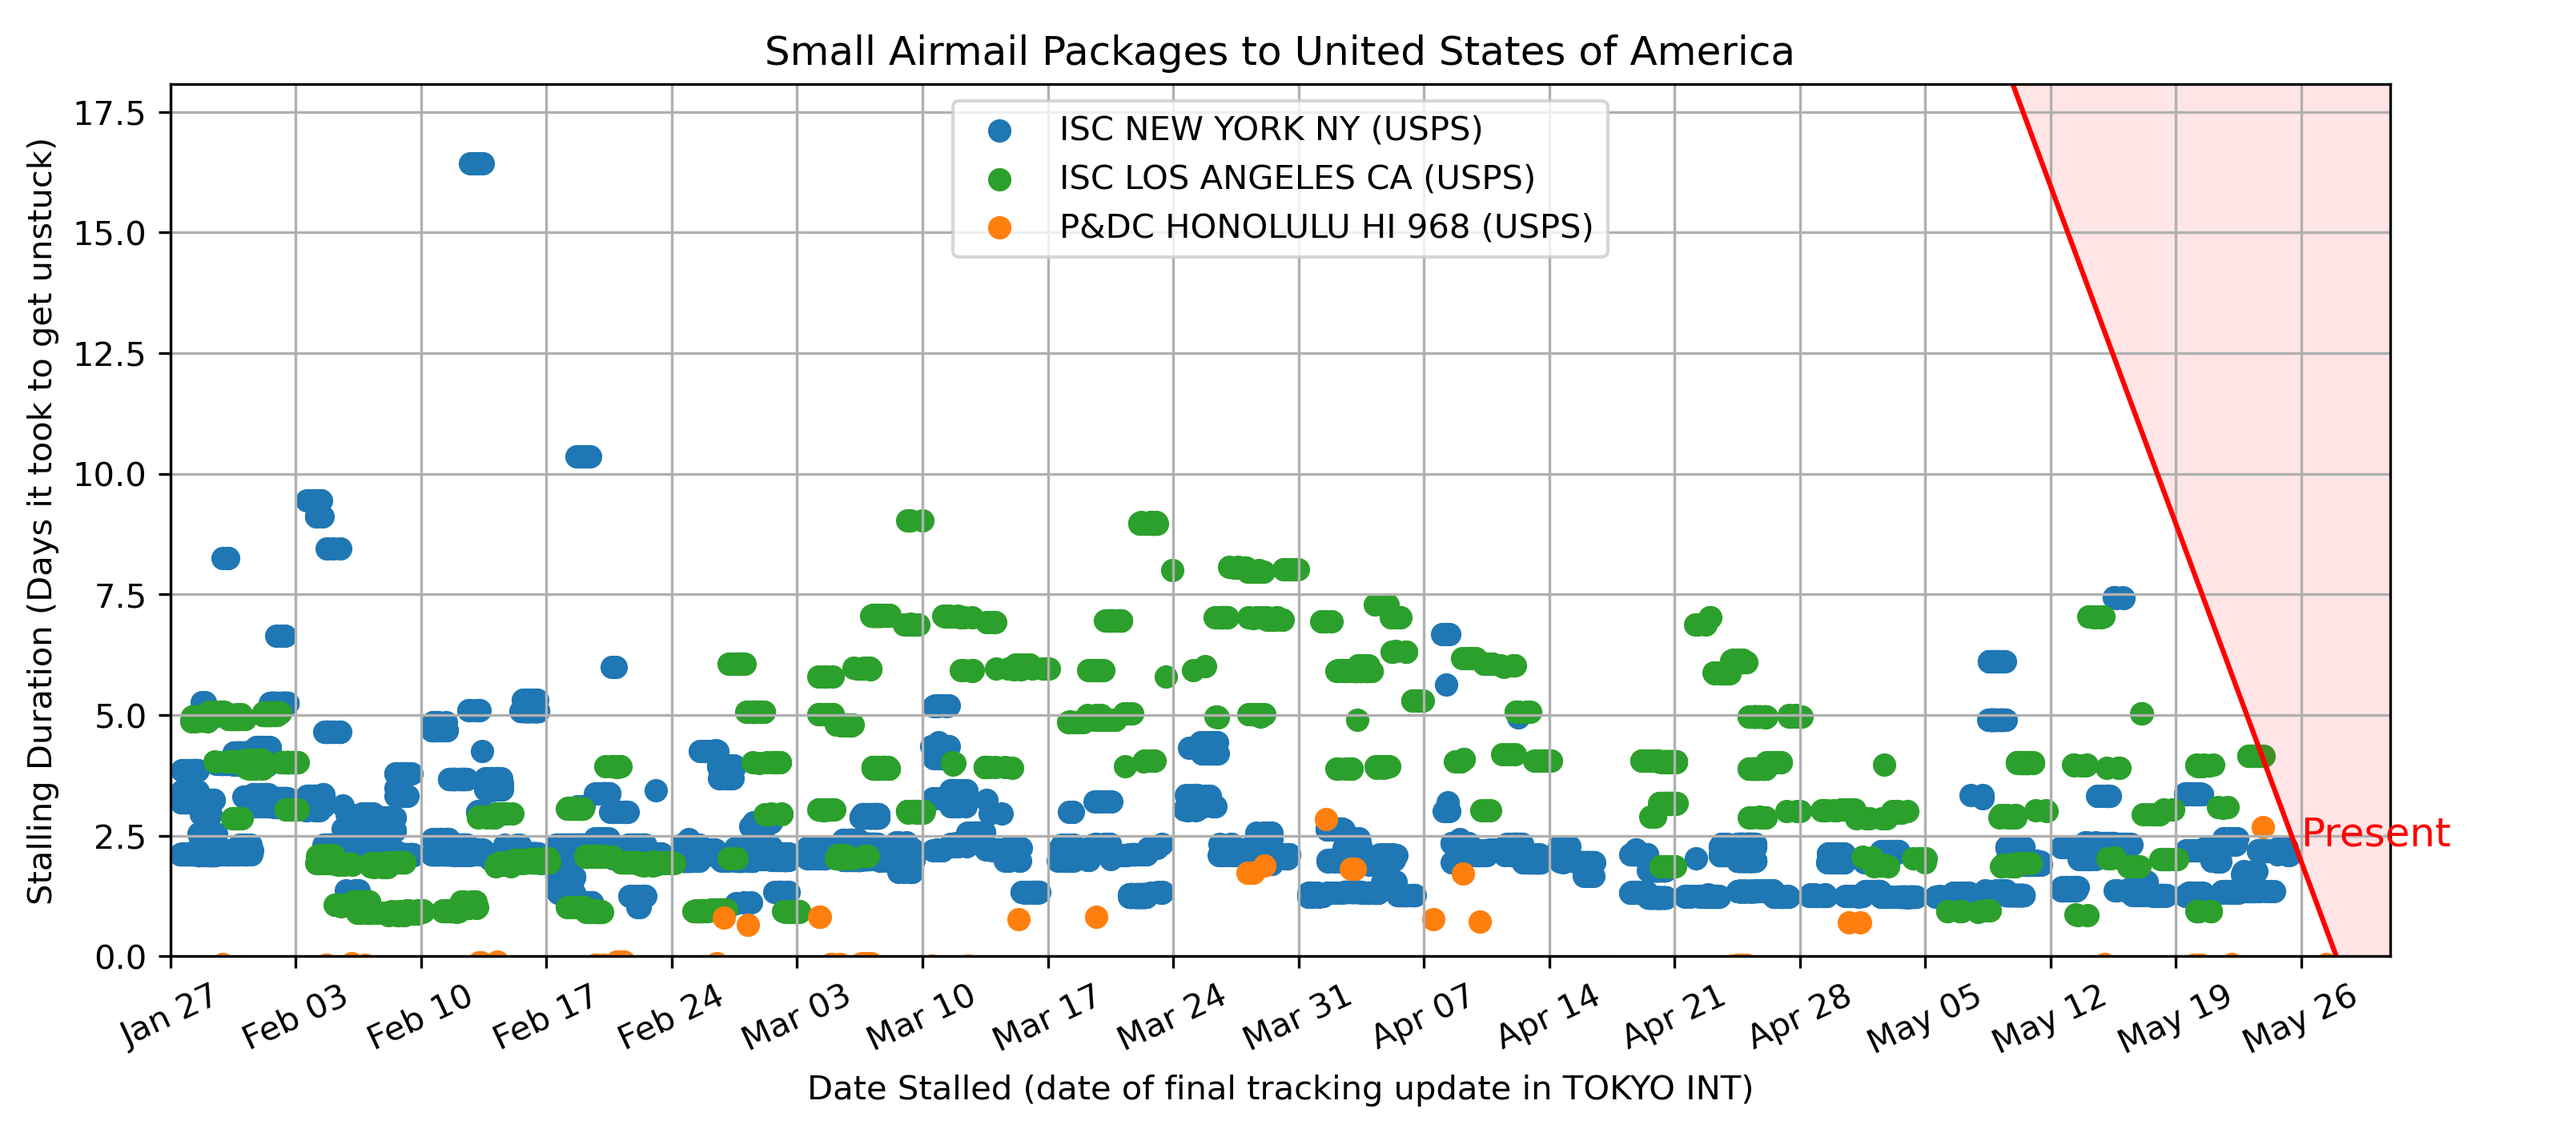 Small Airmail Packages to United States of America
Stalling Duration (Days it took to get unstuck)
17.5
15.0
12.5
10.0
7.5
5.0
2.5
0.0
ISC NEW YORK NY (USPS)
ISC LOS ANGELES CA (USPS)
P&DC HONOLULU HI 968 (USPS)
Present
Jan 27
Feb 03
Feb 10
Feb 17
Feb 24
Mar 03
Mar 10
Mar 17
Mar 24
Mar 31
Apr 07
Apr 14
Apr 21
Apr 28
May 05
May 12
May 19
May 26
Date Stalled (date of final tracking update in TOKYO INT)